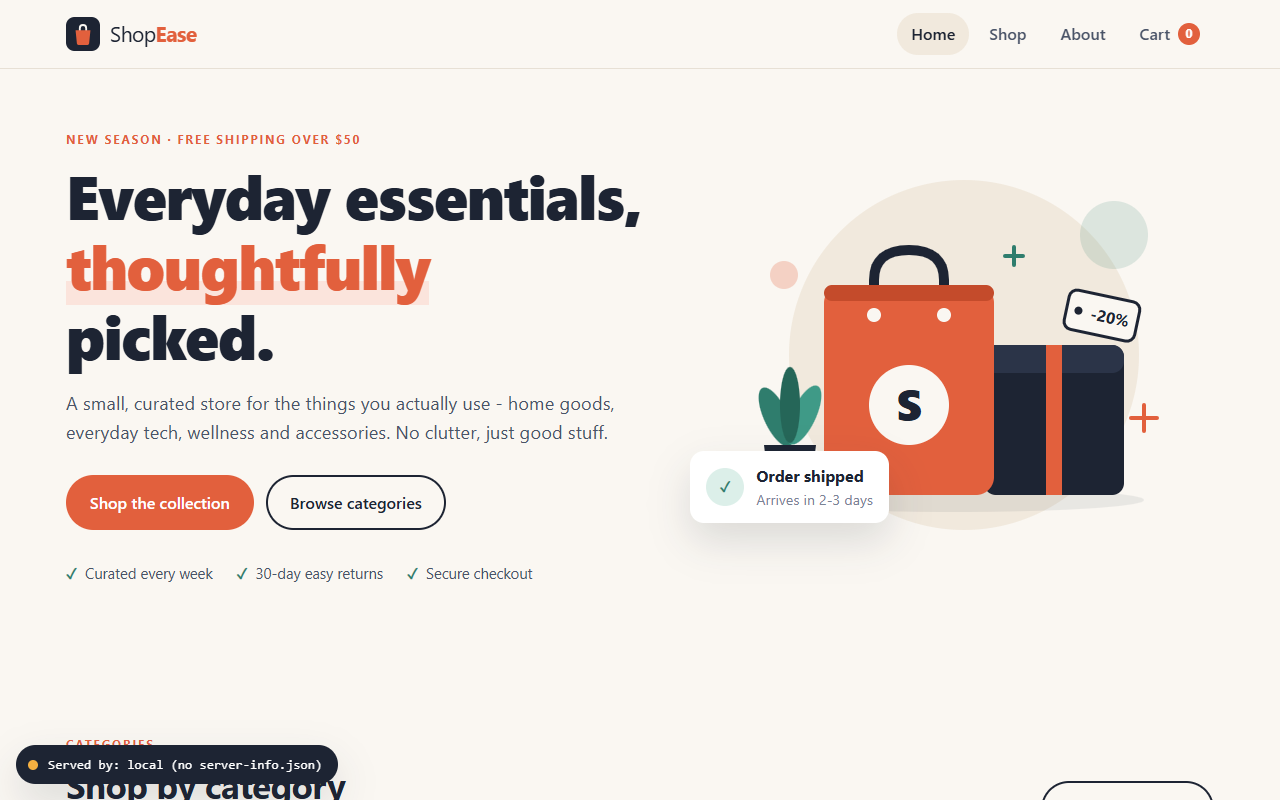 ShopEase
Home
Shop
About
Cart 0
NEW SEASON · FREE SHIPPING OVER $50
Everyday essentials,
thoughtfully
picked.
A small, curated store for the things you actually use - home goods,
everyday tech, wellness and accessories. No clutter, just good stuff.
Shop the collection
Browse categories
✓ Curated every week
✓ 30-day easy returns
✓ Secure checkout
-20%
S
✓
Order shipped
Arrives in 2-3 days
CATEGORIES
Shop by category
Served by: local (no server-info.json)